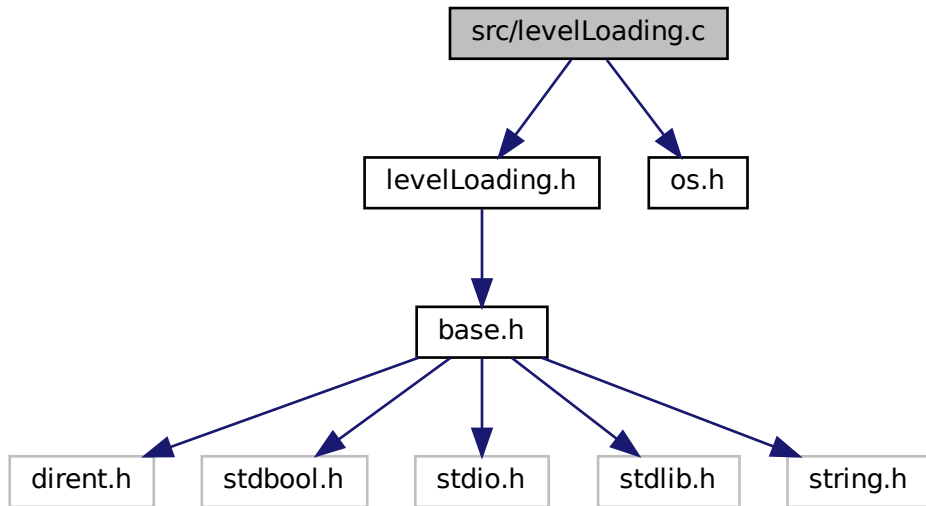 src/levelLoading.c
levelLoading.h
os.h
base.h
dirent.h
stdbool.h
stdio.h
stdlib.h
string.h